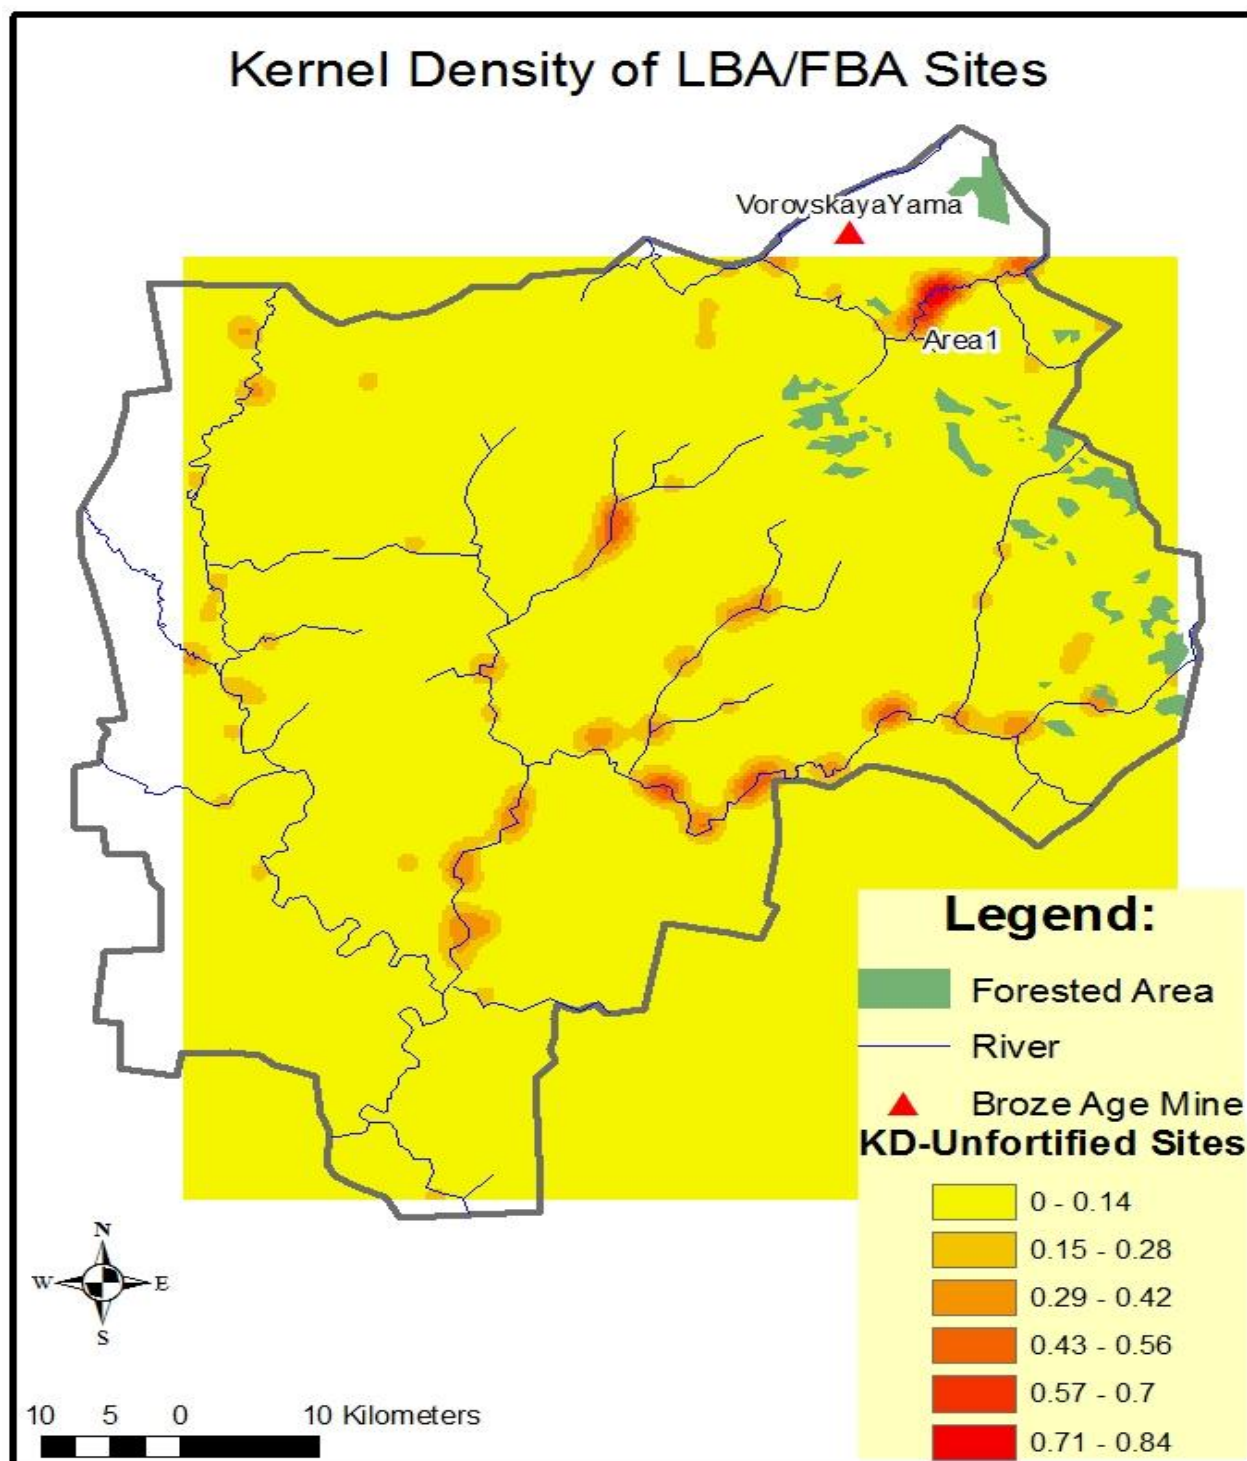 Kernel Density of LBA/FBA Sites
VorovskayaYama
Area1
Legend:
Forested Area
River
Broze Age Mine
KD-Unfortified Sites
0 - 0.14
0.15 - 0.28
0.29 - 0.42
0.43 - 0.56
0.57 - 0.7
0.71 - 0.84
N
W E
S
10 5 0 10 Kilometers